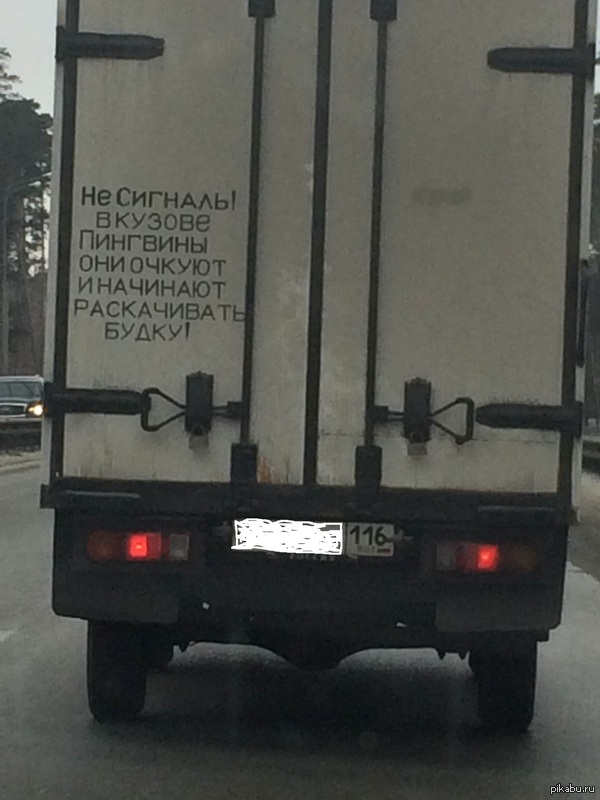 Не Сигналь!
в кузове
Пингвины
они очкуют
и начинают
раскачивать
будку!
116
pikabu.ru